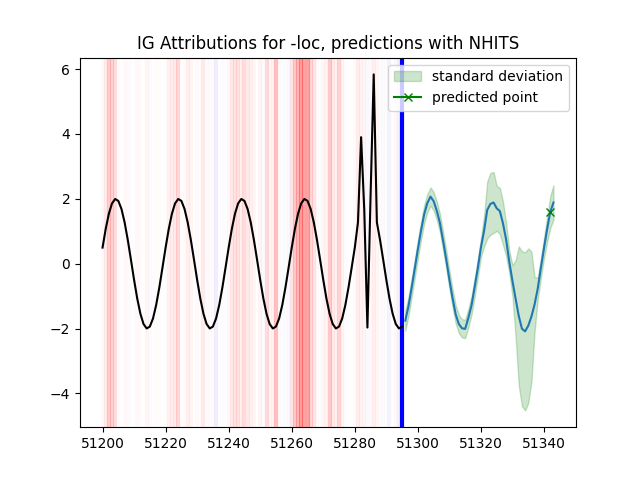 IG Attributions for -loc, predictions with NHITS
standard deviation
predicted point
6
4
2
0
−2
−4
51200 51220 51240 51260 51280 51300 51320 51340